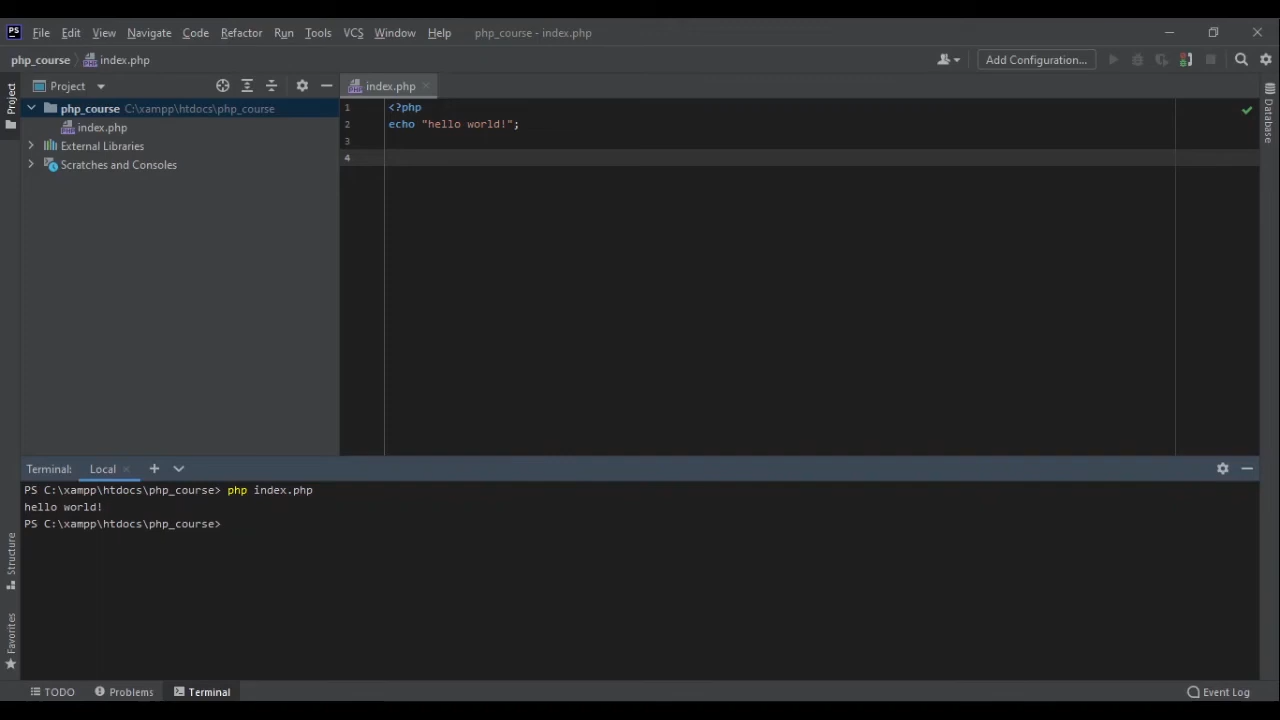 PS File Edit View Navigate Code Refactor Run Tools VCS Window Help php_course - index.php
php_course index.php Add Configuration...
Project
Project
index.php
php_course C:\xampp\htdocs\php_course
index.php
External Libraries
Scratches and Consoles
1 <?php
2 echo "hello world!";
3
4
Database
Terminal: Local
PS C:\xampp\htdocs\php_course> php index.php
hello world!
PS C:\xampp\htdocs\php_course>
Structure
Favorites
TODO Problems Terminal Event Log